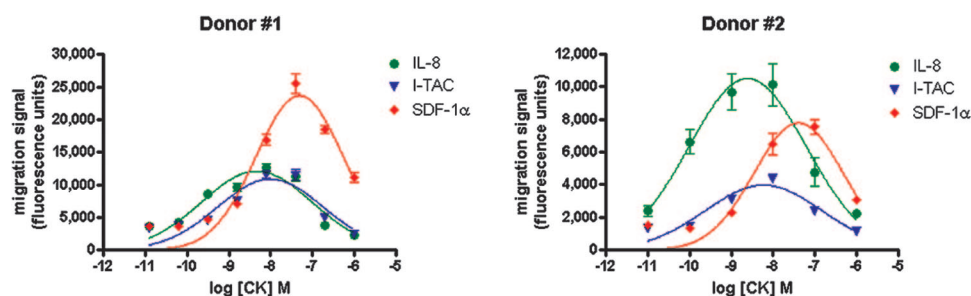 Donor #1
migration signal
(fluorescence units)
30,000
25,000
20,000
15,000
10,000
5,000
0
-12 -11 -10 -9 -8 -7 -6 -5
log [CK] M
IL-8
I-TAC
SDF-1α
Donor #2
migration signal
(fluorescence units)
12,000
10,000
8,000
6,000
4,000
2,000
0
-12 -11 -10 -9 -8 -7 -6 -5
log [CK] M
IL-8
I-TAC
SDF-1α